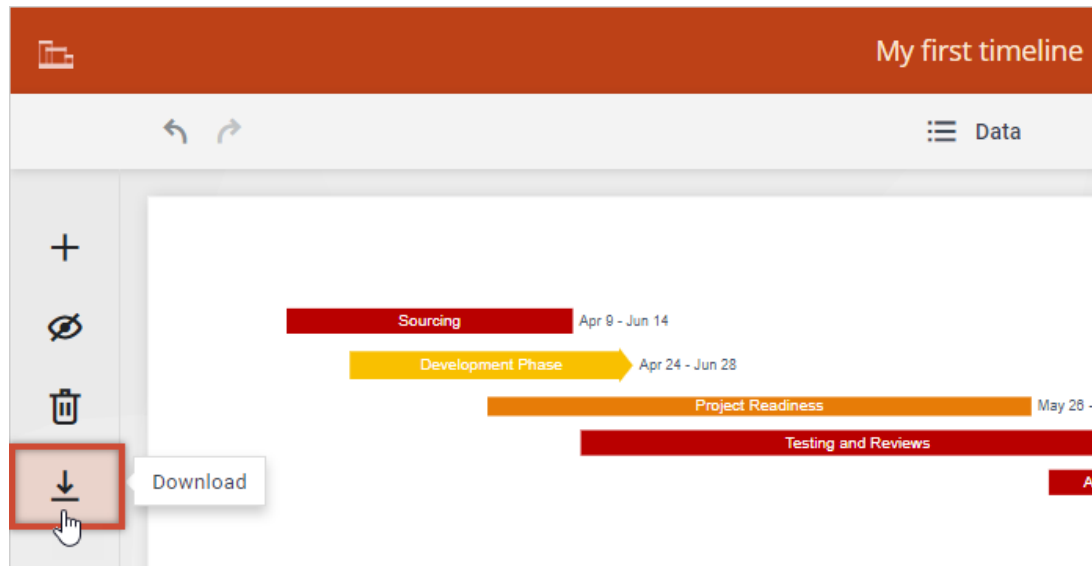 My first timeline
Data
Sourcing Apr 9 - Jun 14
Development Phase Apr 24 - Jun 28
Project Readiness May 26 -
Testing and Reviews
A
Download